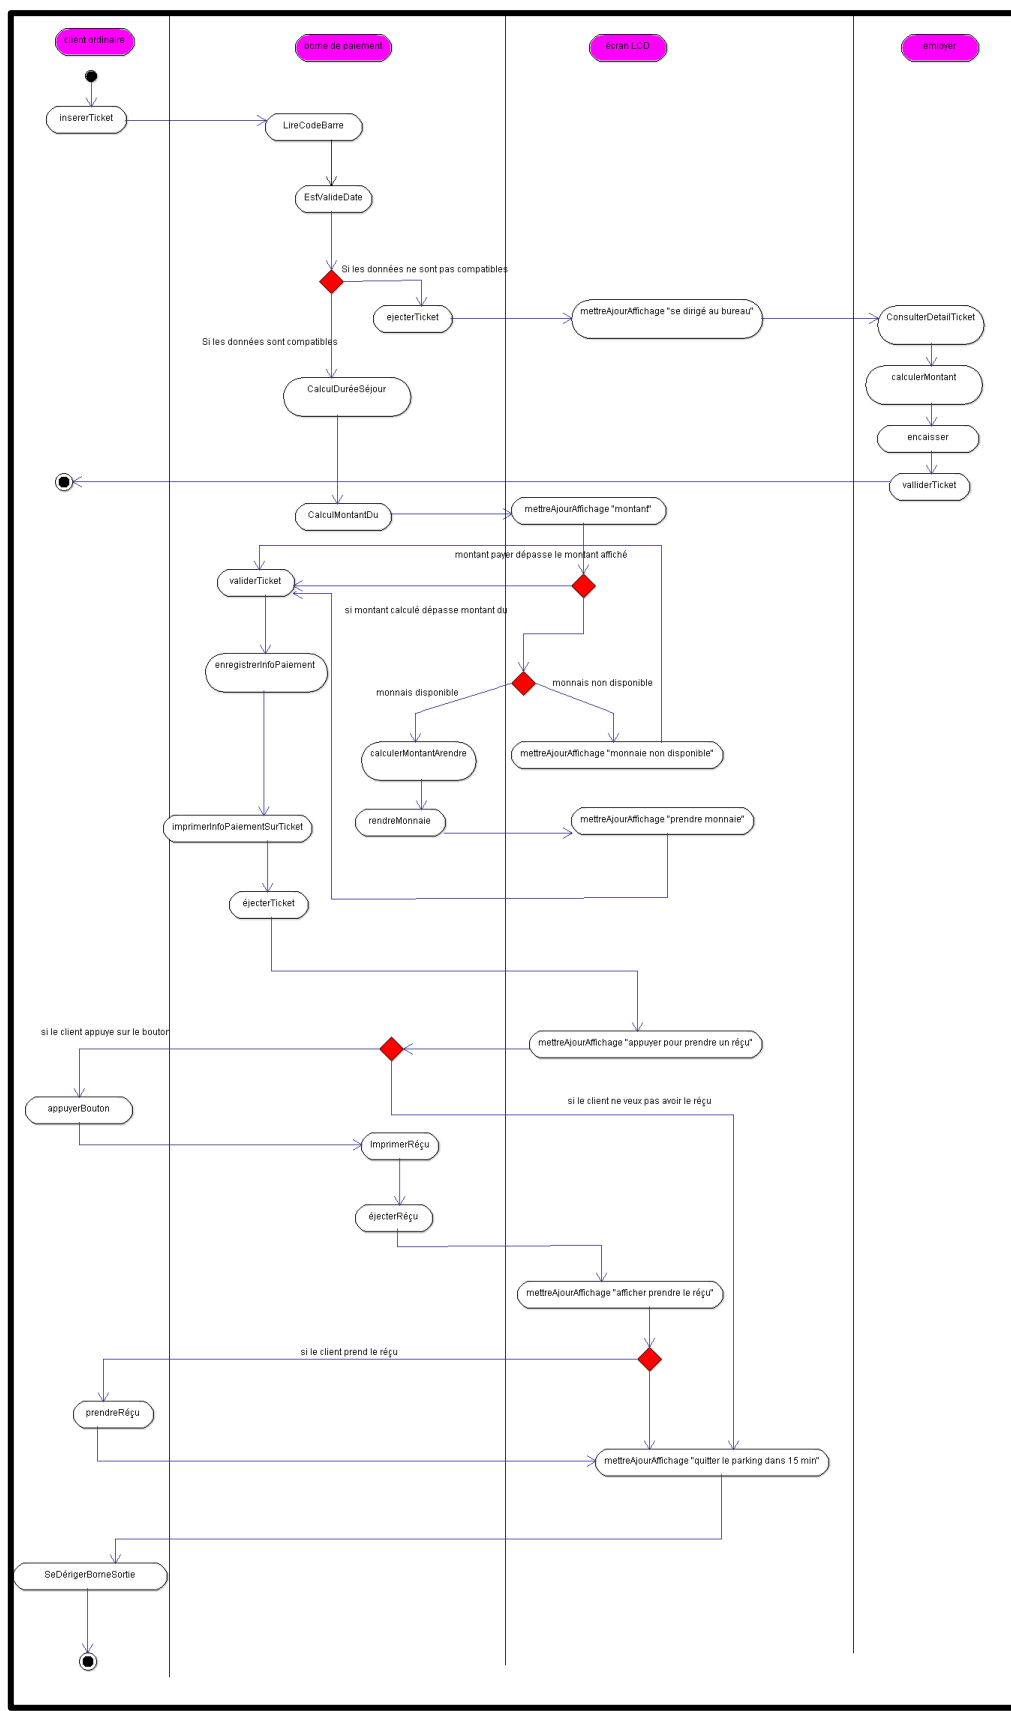 client ordinaire
borne de paiement
écran LCD
emloyer
insererTicket
LireCodeBarre
EstValideDate
Si les données ne sont pas compatibles
ejecterTicket
mettreAjourAffichage "se dirigé au bureau"
ConsulterDetailTicket
Si les données sont compatibles
CalculDuréeSéjour
calculerMontant
encaisser
valliderTicket
CalculMontantDu
mettreAjourAffichage "montant"
montant payer dépasse le montant affiché
validerTicket
si montant calculé dépasse montant du
enregistrerInfoPaiement
monnais disponible
monnais non disponible
calculerMontantArendre
mettreAjourAffichage "monnaie non disponible"
imprimerInfoPaiementSurTicket
rendreMonnaie
mettreAjourAffichage "prendre monnaie"
éjecterTicket
si le client appuye sur le bouton
mettreAjourAffichage "appuyer pour prendre un réçu"
appuyerBouton
si le client ne veux pas avoir le réçu
ImprimerRéçu
éjecterRéçu
mettreAjourAffichage "afficher prendre le réçu"
si le client prend le réçu
prendreRéçu
mettreAjourAffichage "quitter le parking dans 15 min"
SeDérigerBorneSortie